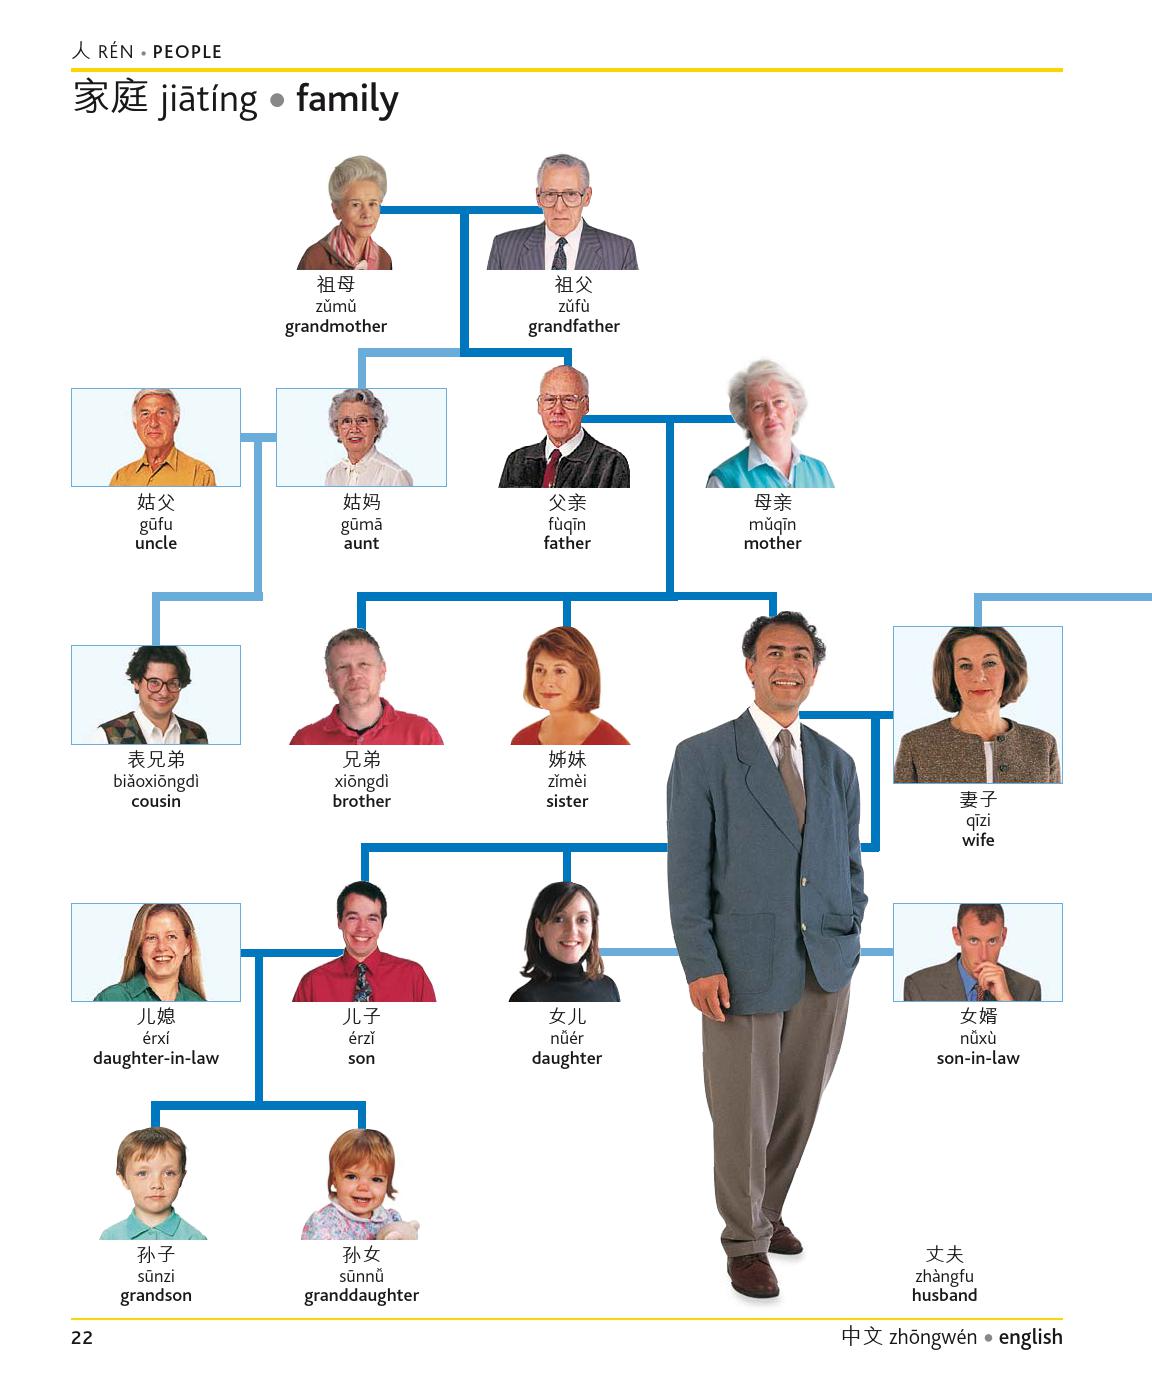 人 RÉN • PEOPLE
家庭 jiātíng • family
祖母
zǔmǔ
grandmother
祖父
zǔfù
grandfather
姑父
gūfu
uncle
姑妈
gūmā
aunt
父亲
fùqīn
father
母亲
mǔqīn
mother
表兄弟
biǎoxiōngdì
cousin
兄弟
xiōngdì
brother
姊妹
zǐmèi
sister
妻子
qīzi
wife
儿媳
érxí
daughter-in-law
儿子
érzǐ
son
女儿
nǚér
daughter
女婿
nǚxù
son-in-law
孙子
sūnzi
grandson
孙女
sūnnǚ
granddaughter
丈夫
zhàngfu
husband
22
中文 zhōngwén • english